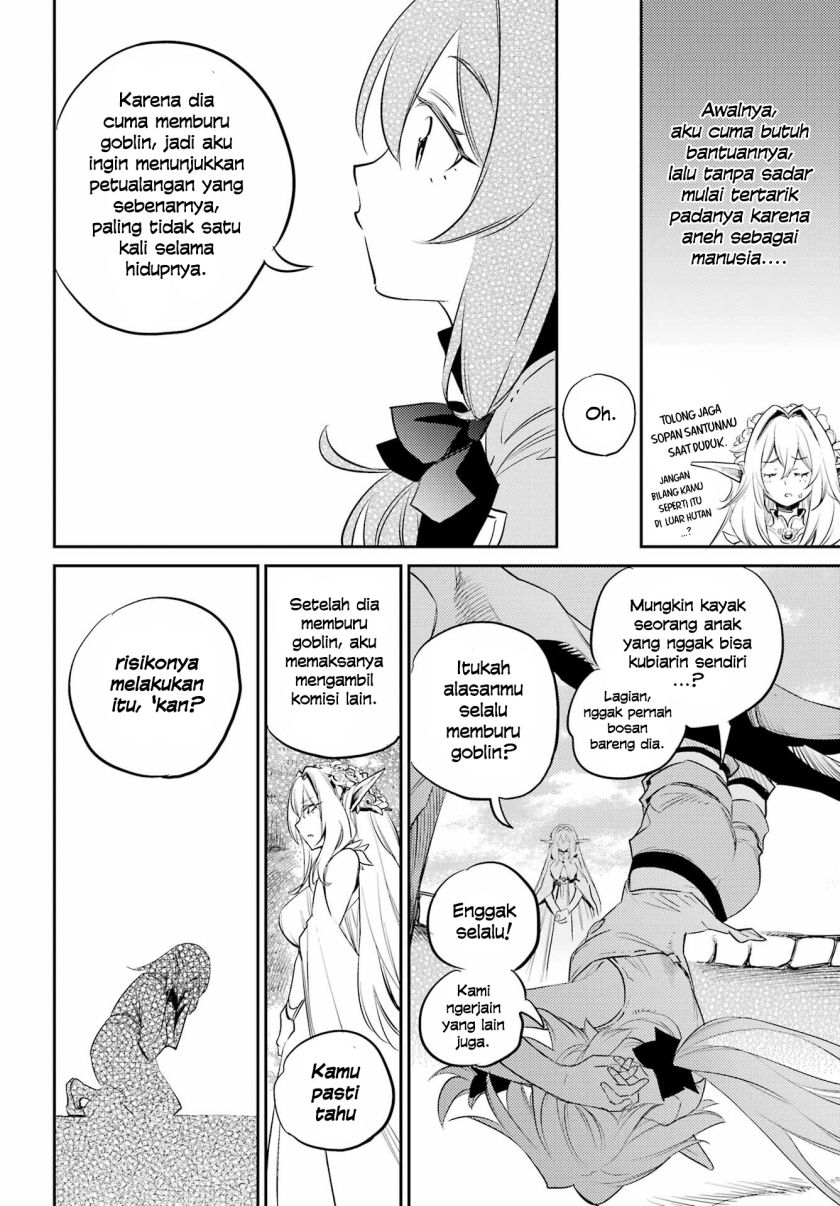 Awalnya,
aku cuma butuh
bantuannya,
lalu tanpa sadar
mulai tertarik
padanya karena
aneh sebagai
manusia....
TOLONG JAGA
SOPAN SANTUNMU
SAAT DUDUK.
JANGAN
BILANG KAMU
SEPERTI ITU
DI LUAR HUTAN
...?
Oh.
Karena dia
cuma memburu
goblin, jadi aku
ingin menunjukkan
petualangan yang
sebenarnya,
paling tidak satu
kali selama
hidupnya.
Mungkin kayak
seorang anak
yang nggak bisa
kubiarin sendiri
...?
Lagian,
nggak pernah
bosan
bareng dia.
Itukah
alasanmu
selalu
memburu
goblin?
Enggak
selalu!
Kami
ngerjain
yang lain
juga.
Setelah dia
memburu
goblin, aku
memaksanya
mengambil
komisi lain.
Kamu
pasti
tahu
risikonya
melakukan
itu, 'kan?